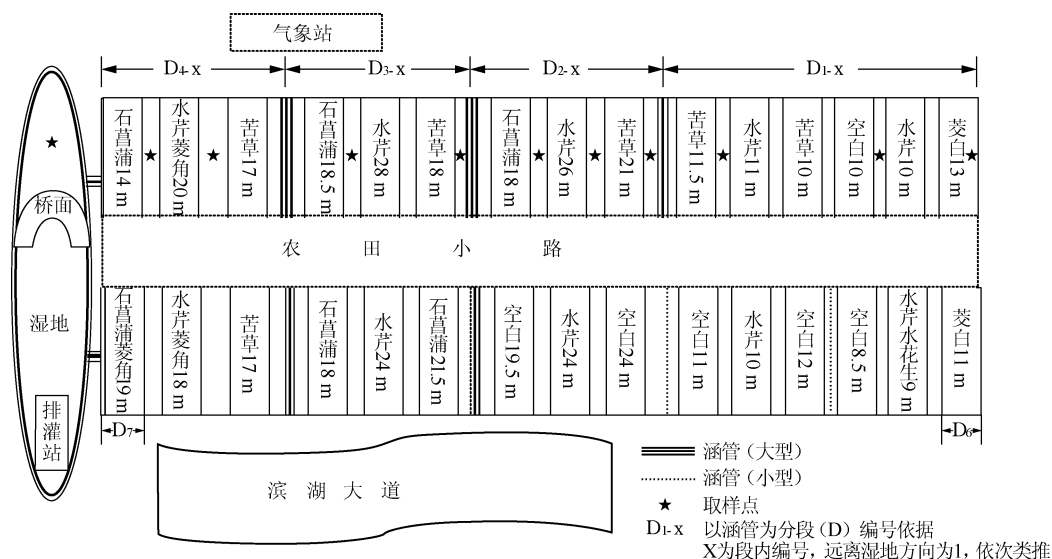 气象站
D4-x
D3-x
D2-x
D1-x
石菖蒲14 m
水芹菱角20 m
苦草17 m
石菖蒲18.5 m
水芹28 m
苦草18 m
石菖蒲18 m
水芹26 m
苦草21 m
苦草11.5 m
水芹11 m
苦草10 m
空白10 m
水芹10 m
茭白13 m
桥面
农田小路
湿地
石菖蒲菱角19 m
水芹菱角18 m
苦草17 m
石菖蒲18 m
水芹24 m
石菖蒲21.5 m
空白19.5 m
水芹24 m
空白24 m
空白11 m
水芹10 m
空白12 m
空白8.5 m
水芹水花生9 m
茭白11 m
排灌站
D7
D6
滨湖大道
涵管（大型）
涵管（小型）
取样点
D1-x 以涵管为分段（D）编号依据
X为段内编号，远离湿地方向为1，依次类推